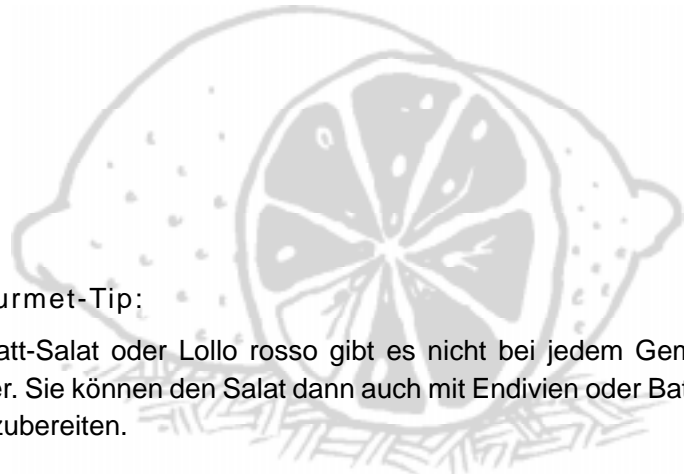 urmet-Tip:
att-Salat oder Lollo rosso gibt es nicht bei jedem Gem
er. Sie können den Salat dann auch mit Endivien oder Bat
zubereiten.